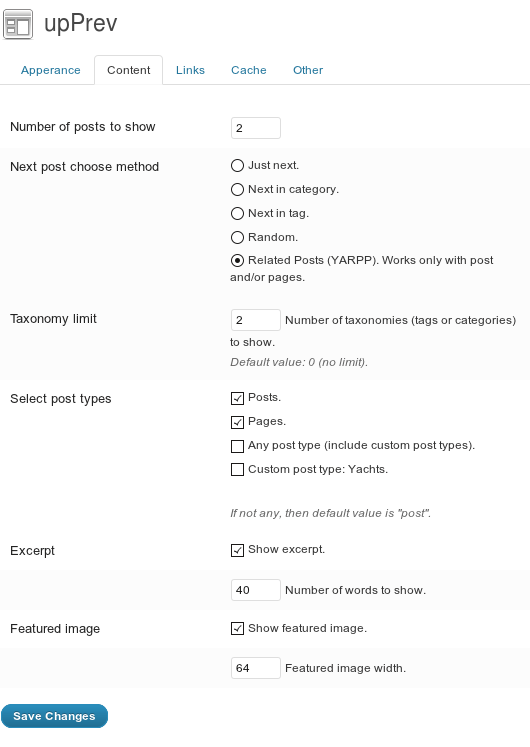 upPrev
Apperance Content Links Cache Other
Number of posts to show 2
Next post choose method Just next.
Next in category.
Next in tag.
Random.
Related Posts (YARPP). Works only with post
and/or pages.
Taxonomy limit 2 Number of taxonomies (tags or categories)
to show.
Default value: 0 (no limit).
Select post types Posts.
Pages.
Any post type (include custom post types).
Custom post type: Yachts.
If not any, then default value is "post".
Excerpt Show excerpt.
40 Number of words to show.
Featured image Show featured image.
64 Featured image width.
Save Changes